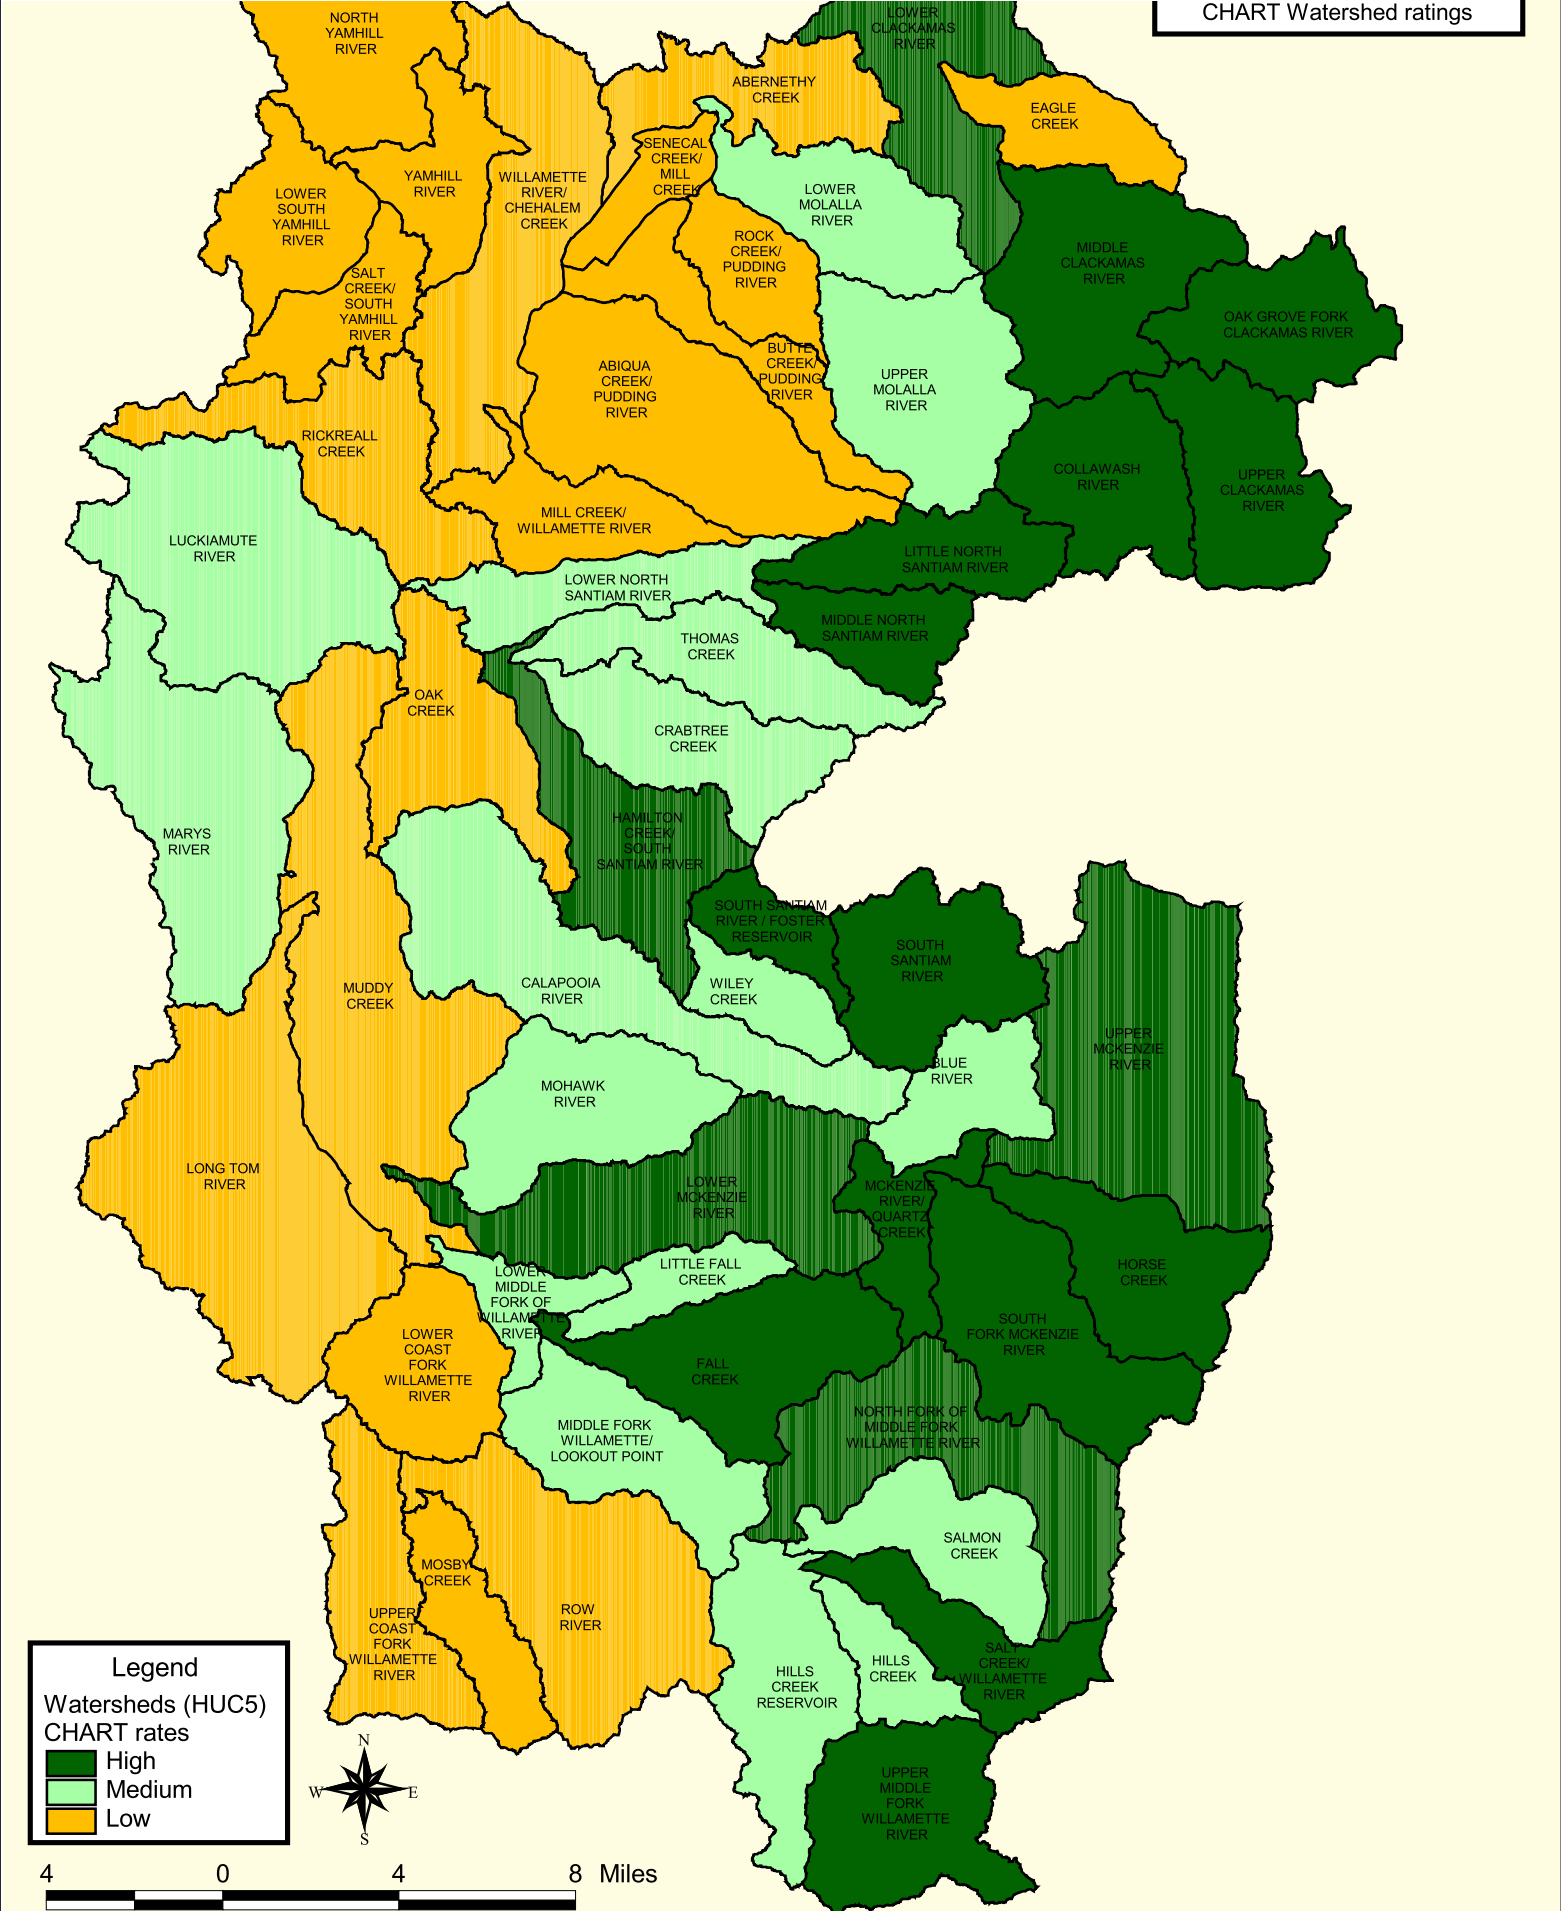 CHART Watershed ratings
NORTH
YAMHILL
RIVER
LOWER
CLACKAMAS
RIVER
ABERNETHY
CREEK
EAGLE
CREEK
SENECAL
CREEK/
MILL
CREEK
YAMHILL
RIVER
WILLAMETTE
RIVER/
CHEHALEM
CREEK
LOWER
MOLALLA
RIVER
LOWER
SOUTH
YAMHILL
RIVER
ROCK
CREEK/
PUDDING
RIVER
MIDDLE
CLACKAMAS
RIVER
SALT
CREEK/
SOUTH
YAMHILL
RIVER
OAK GROVE FORK
CLACKAMAS RIVER
ABIQUA
CREEK/
PUDDING
RIVER
BUTTE
CREEK/
PUDDING
RIVER
UPPER
MOLALLA
RIVER
RICKREALL
CREEK
COLLAWASH
RIVER
UPPER
CLACKAMAS
RIVER
MILL CREEK/
WILLAMETTE RIVER
LUCKIAMUTE
RIVER
LITTLE NORTH
SANTIAM RIVER
LOWER NORTH
SANTIAM RIVER
MIDDLE NORTH
SANTIAM RIVER
THOMAS
CREEK
OAK
CREEK
CRABTREE
CREEK
MARYS
RIVER
HAMILTON
CREEK/
SOUTH
SANTIAM RIVER
SOUTH SANTIAM
RIVER / FOSTER
RESERVOIR
SOUTH
SANTIAM
RIVER
MUDDY
CREEK
CALAPOOIA
RIVER
WILEY
CREEK
UPPER
MCKENZIE
RIVER
BLUE
RIVER
MOHAWK
RIVER
LONG TOM
RIVER
LOWER
MCKENZIE
RIVER
MCKENZIE
RIVER/
QUARTZ
CREEK
LITTLE FALL
CREEK
HORSE
CREEK
LOWER
MIDDLE
FORK OF
WILLAMETTE
RIVER
SOUTH
FORK MCKENZIE
RIVER
LOWER
COAST
FORK
WILLAMETTE
RIVER
FALL
CREEK
NORTH FORK OF
MIDDLE FORK
WILLAMETTE RIVER
MIDDLE FORK
WILLAMETTE/
LOOKOUT POINT
SALMON
CREEK
MOSBY
CREEK
ROW
RIVER
UPPER
COAST
FORK
WILLAMETTE
RIVER
HILLS
CREEK
RESERVOIR
HILLS
CREEK
SALT
CREEK/
WILLAMETTE
RIVER
UPPER
MIDDLE
FORK
WILLAMETTE
RIVER
Legend
Watersheds (HUC5)
CHART rates
High
Medium
Low
N
W E
S
4 0 4 8 Miles